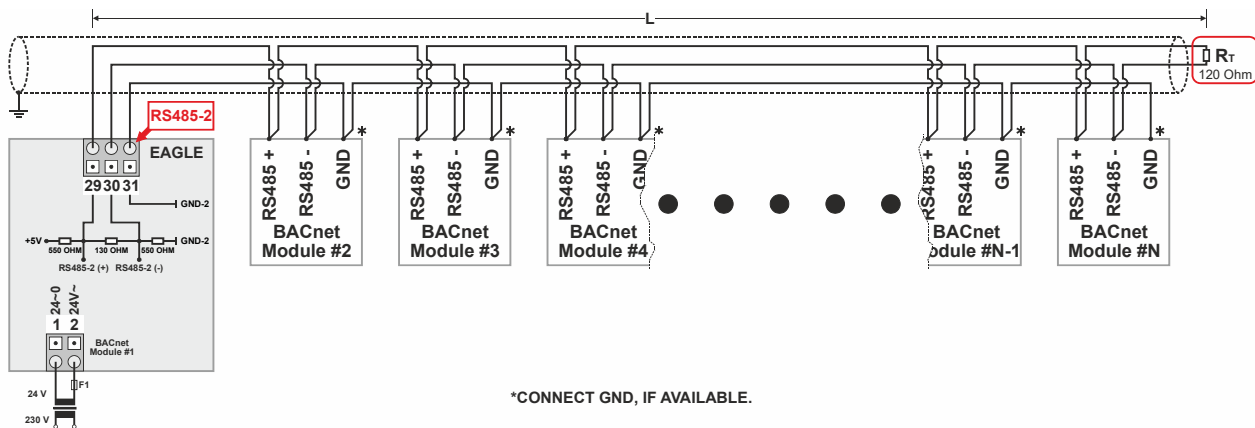 L
RT
120 Ohm
RS485-2
EAGLE
29 30 31
GND-2
+5V
550 OHM 130 OHM 550 OHM
GND-2
RS485-2 (+) RS485-2 (-)
24~0
24V~
1 2
BACnet
Module #1
F1
24 V
230 V
*
RS485 +
RS485 -
GND
BACnet
Module #2
*
RS485 +
RS485 -
GND
BACnet
Module #3
*
RS485 +
RS485 -
GND
BACnet
Module #4
*
RS485 +
RS485 -
GND
BACnet
odule #N-1
*
RS485 +
RS485 -
GND
BACnet
Module #N
*CONNECT GND, IF AVAILABLE.